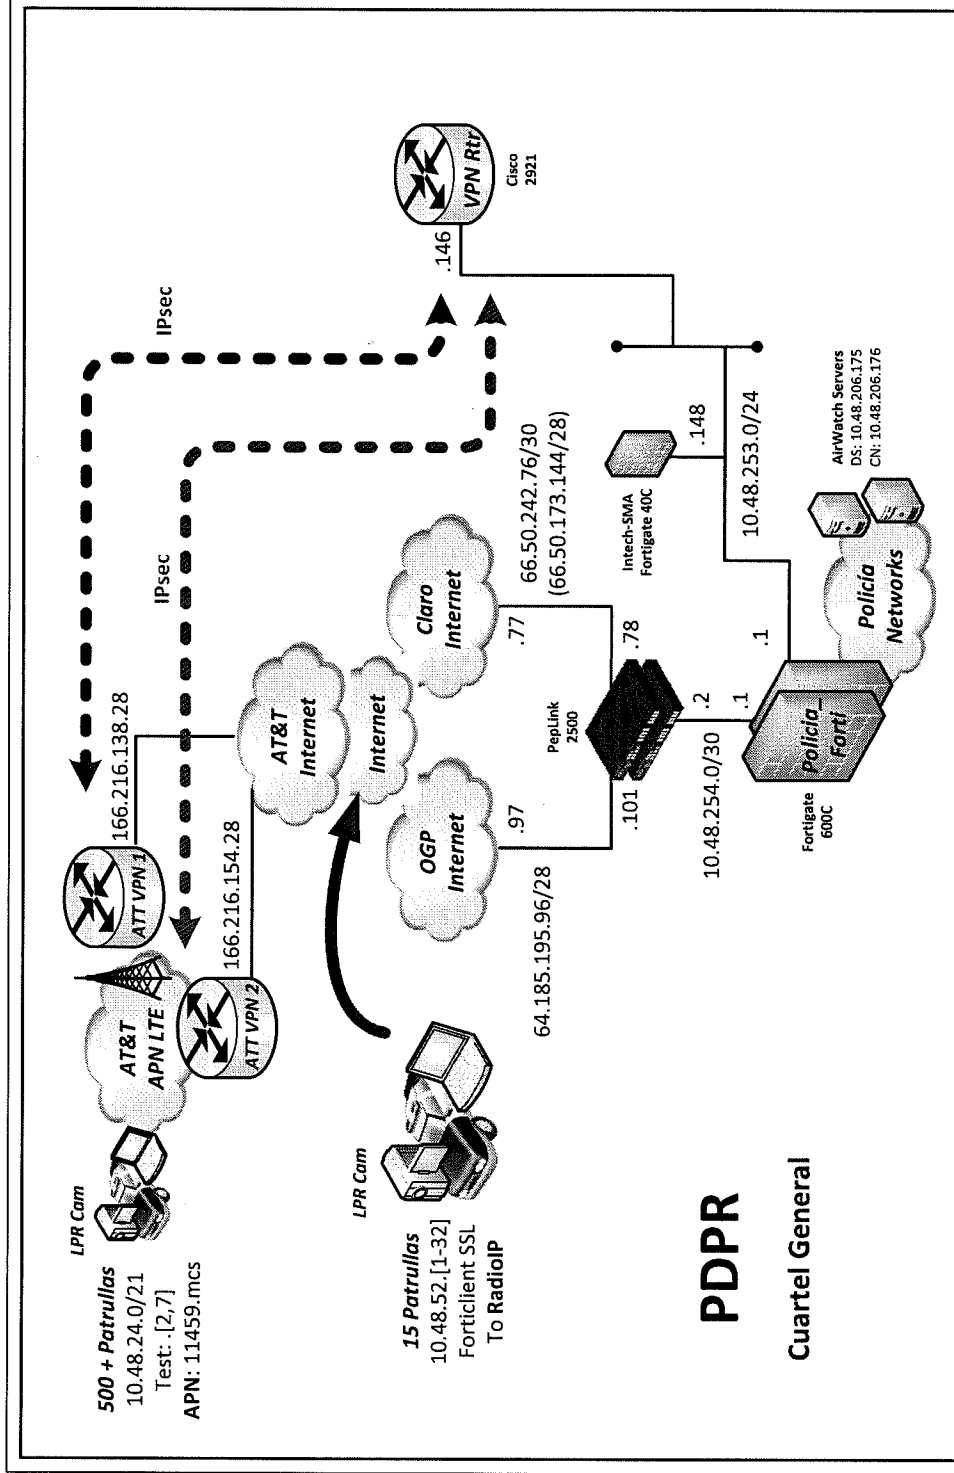 LPR Cam
500 + Patrullas
10.48.24.0/21
Test: .[2,7]
APN: 11459.mcs
AT&T
APN LTE
ATT VPN 1
ATT VPN 2
166.216.138.28
166.216.154.28
IPsec
IPsec
AT&T
Internet
Internet
LPR Cam
15 Patrullas
10.48.52.[1-32]
Forticlient SSL
To RadioIP
OGP
Internet
Claro
Internet
.97
.77
64.185.195.96/28
66.50.242.76/30
(66.50.173.144/28)
.146
VPN Rtr
Cisco
2921
PepLink
2500
.101
.78
.2
10.48.254.0/30
.1
.1
Intech-SMA
Fortigate 40C
.148
10.48.253.0/24
Fortigate
600C
Policia_
Forti
Policía
Networks
AirWatch Servers
DS: 10.48.206.175
CN: 10.48.206.176
PDPR
Cuartel General